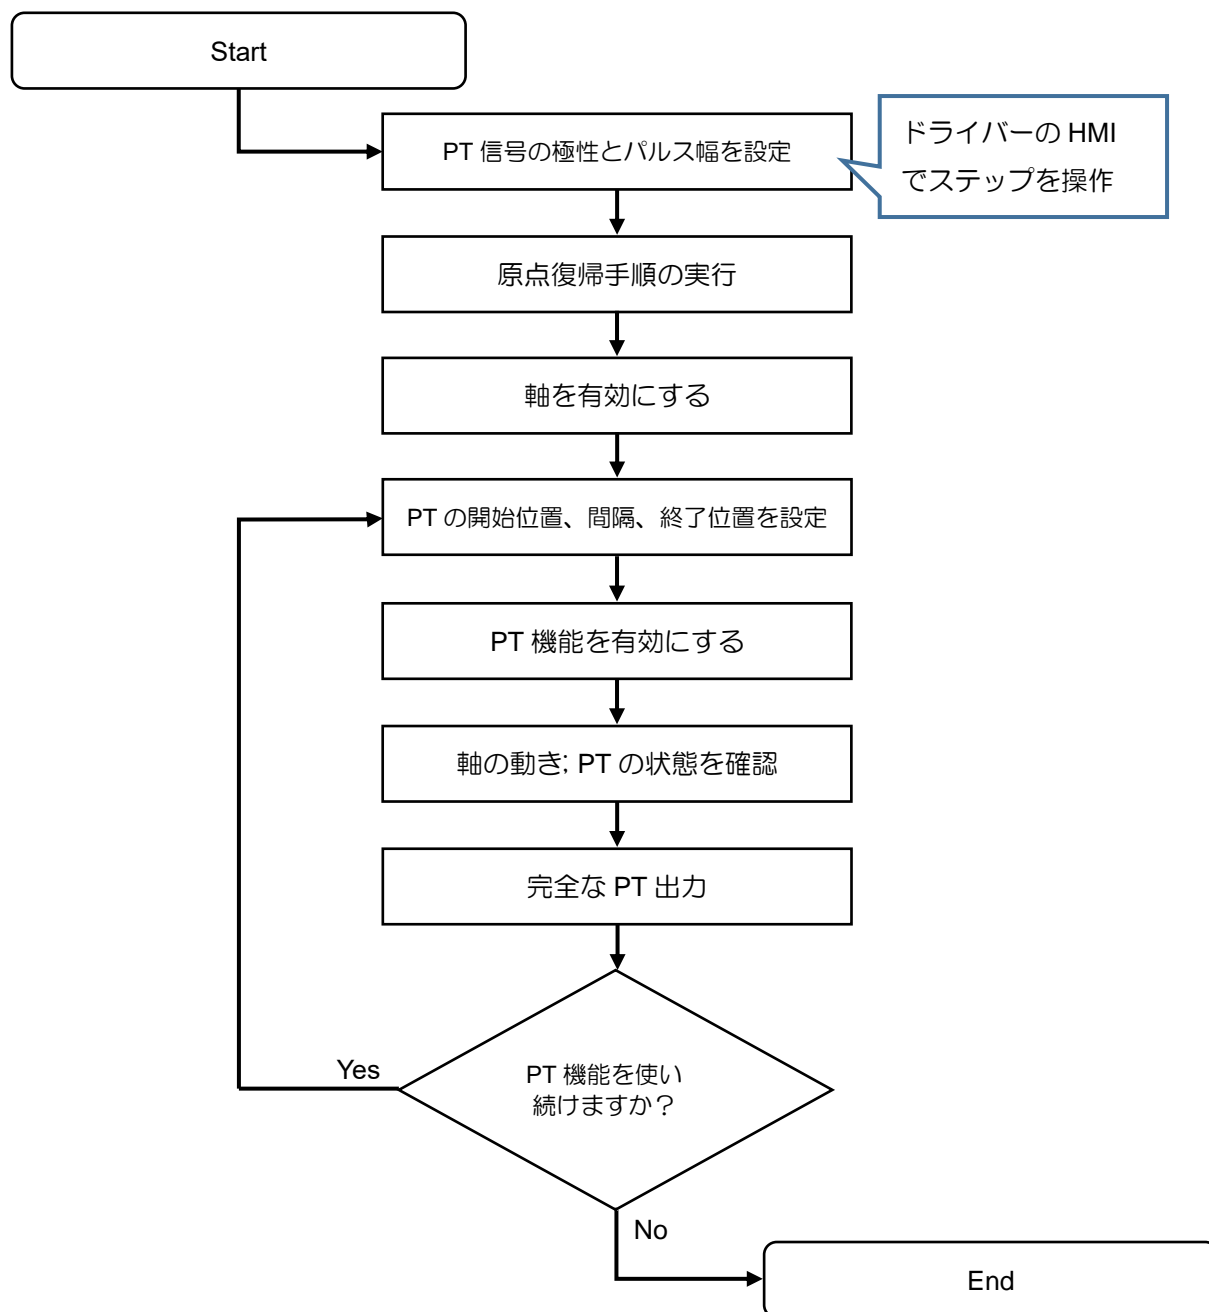 Start
PT 信号の極性とパルス幅を設定
ドライバーの HMI
でステップを操作
原点復帰手順の実行
軸を有効にする
PT の開始位置、間隔、終了位置を設定
PT 機能を有効にする
軸の動き; PT の状態を確認
完全な PT 出力
PT 機能を使い
続けますか？
Yes
No
End